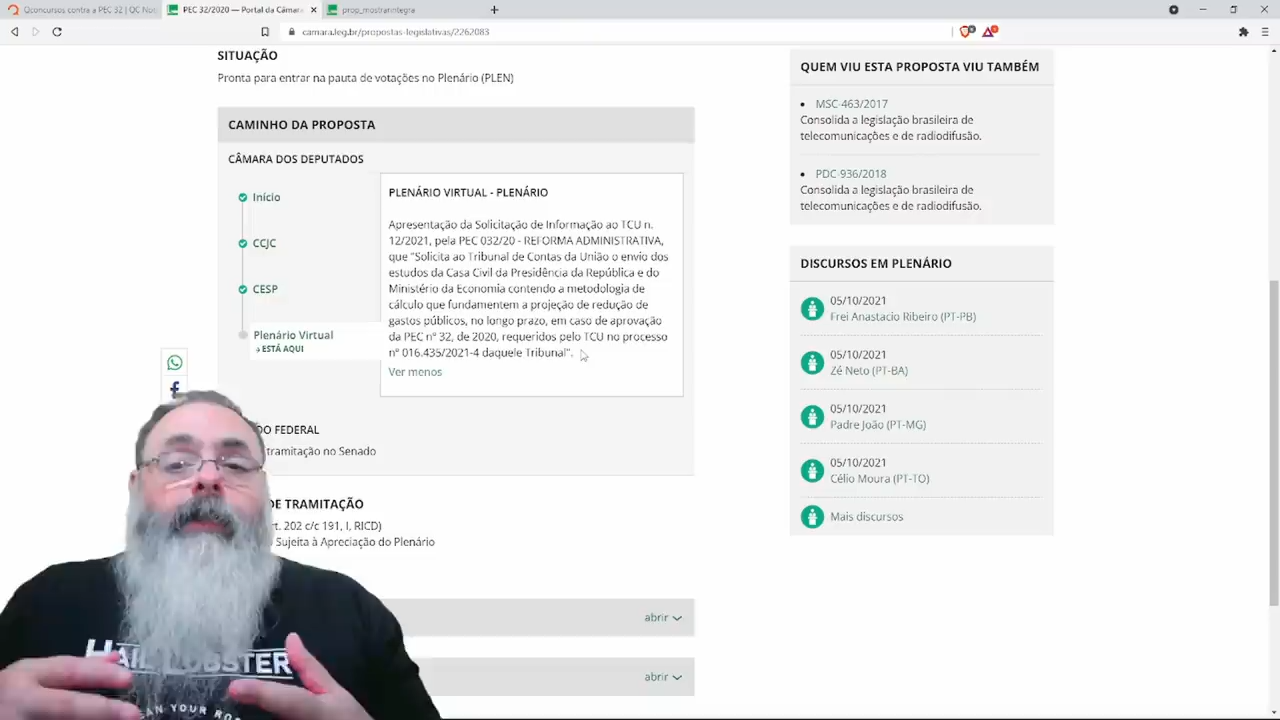 Qconcursos contra a PEC 32 | QC Not
PEC 32/2020 — Portal da Câmara
prop_mostrarintegra
camara.leg.br/propostas-legislativas/2262083
SITUAÇÃO
Pronta para entrar na pauta de votações no Plenário (PLEN)
CAMINHO DA PROPOSTA
CÂMARA DOS DEPUTADOS
Início
CCJC
CESP
Plenário Virtual
ESTÁ AQUI
PLENÁRIO VIRTUAL - PLENÁRIO
Apresentação da Solicitação de Informação ao TCU n.
12/2021, pela PEC 032/20 - REFORMA ADMINISTRATIVA,
que "Solicita ao Tribunal de Contas da União o envio dos
estudos da Casa Civil da Presidência da República e do
Ministério da Economia contendo a metodologia de
cálculo que fundamentem a projeção de redução de
gastos públicos, no longo prazo, em caso de aprovação
da PEC nº 32, de 2020, requeridos pelo TCU no processo
nº 016.435/2021-4 daquele Tribunal".
Ver menos
DO FEDERAL
tramitação no Senado
DE TRAMITAÇÃO
rt. 202 c/c 191, I, RICD)
Sujeita à Apreciação do Plenário
abrir
abrir
QUEM VIU ESTA PROPOSTA VIU TAMBÉM
MSC-463/2017
Consolida a legislação brasileira de
telecomunicações e de radiodifusão.
PDC-936/2018
Consolida a legislação brasileira de
telecomunicações e de radiodifusão.
DISCURSOS EM PLENÁRIO
05/10/2021
Frei Anastacio Ribeiro (PT-PB)
05/10/2021
Zé Neto (PT-BA)
05/10/2021
Padre João (PT-MG)
05/10/2021
Célio Moura (PT-TO)
Mais discursos
LOBSTER
AN YOUR ROO